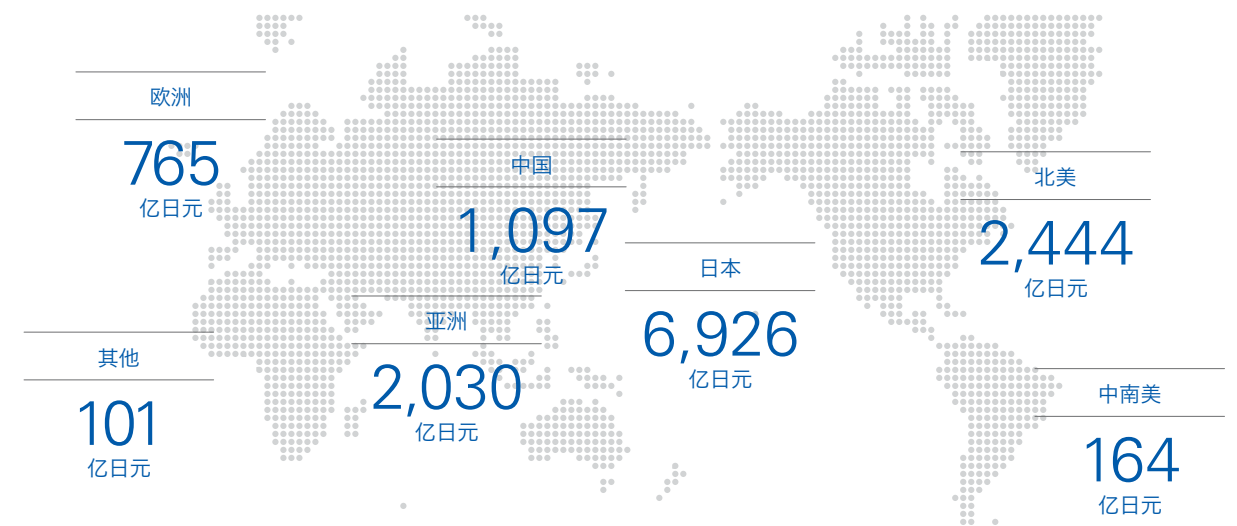 欧洲
765
亿日元
中国
1,097
亿日元
北美
2,444
亿日元
日本
6,926
亿日元
亚洲
2,030
亿日元
其他
101
亿日元
中南美
164
亿日元